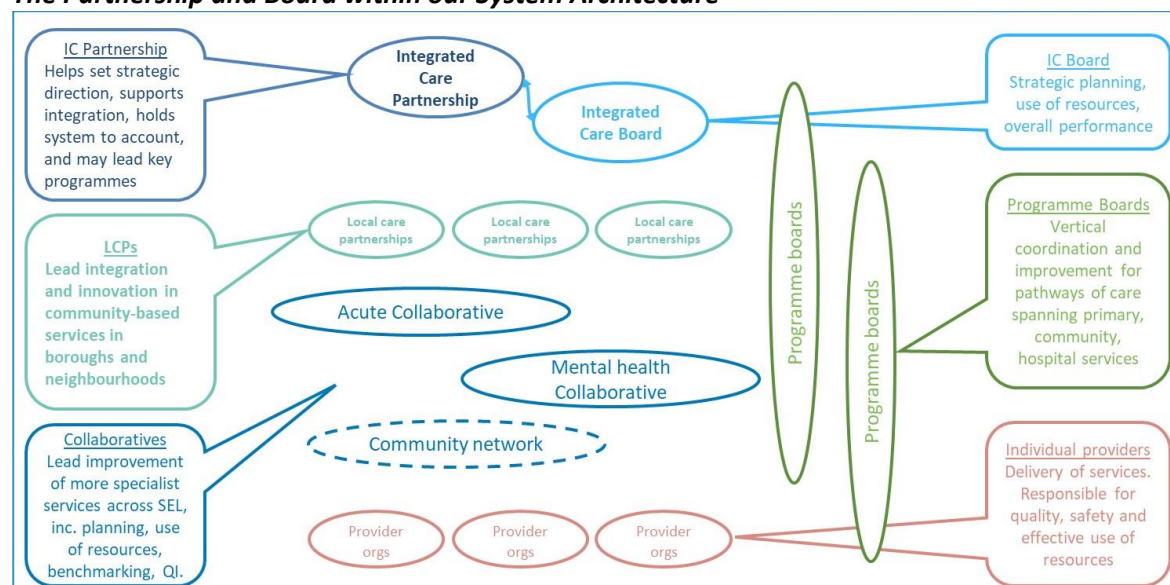 The Partnership and Board within our System Architecture
IC Partnership
Helps set strategic
direction, supports
integration, holds
system to account,
and may lead key
programmes
Integrated
Care
Partnership
Integrated
Care Board
IC Board
Strategic planning,
use of resources,
overall performance
LCPs
Lead integration
and innovation in
community-based
services in
boroughs and
neighbourhoods
Local care
partnerships
Local care
partnerships
Local care
partnerships
Acute Collaborative
Mental health
Collaborative
Community network
Programme boards
Programme boards
Programme Boards
Vertical
coordination and
improvement for
pathways of care
spanning primary,
community,
hospital services
Collaboratives
Lead improvement
of more specialist
services across SEL,
inc. planning, use
of resources,
benchmarking, QI.
Provider
orgs
Provider
orgs
Provider
orgs
Individual providers
Delivery of services.
Responsible for
quality, safety and
effective use of
resources